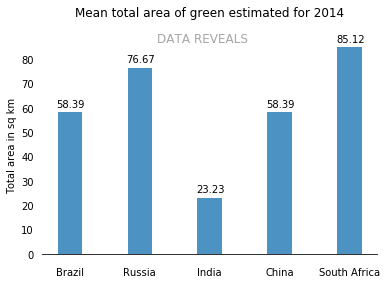 Mean total area of green estimated for 2014
DATA REVEALS
85.12
76.67
58.39
58.39
23.23
Total area in sq km
80
70
60
50
40
30
20
10
0
Brazil
Russia
India
China
South Africa